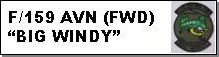 F/159 AVN (FWD)
“BIG WINDY”